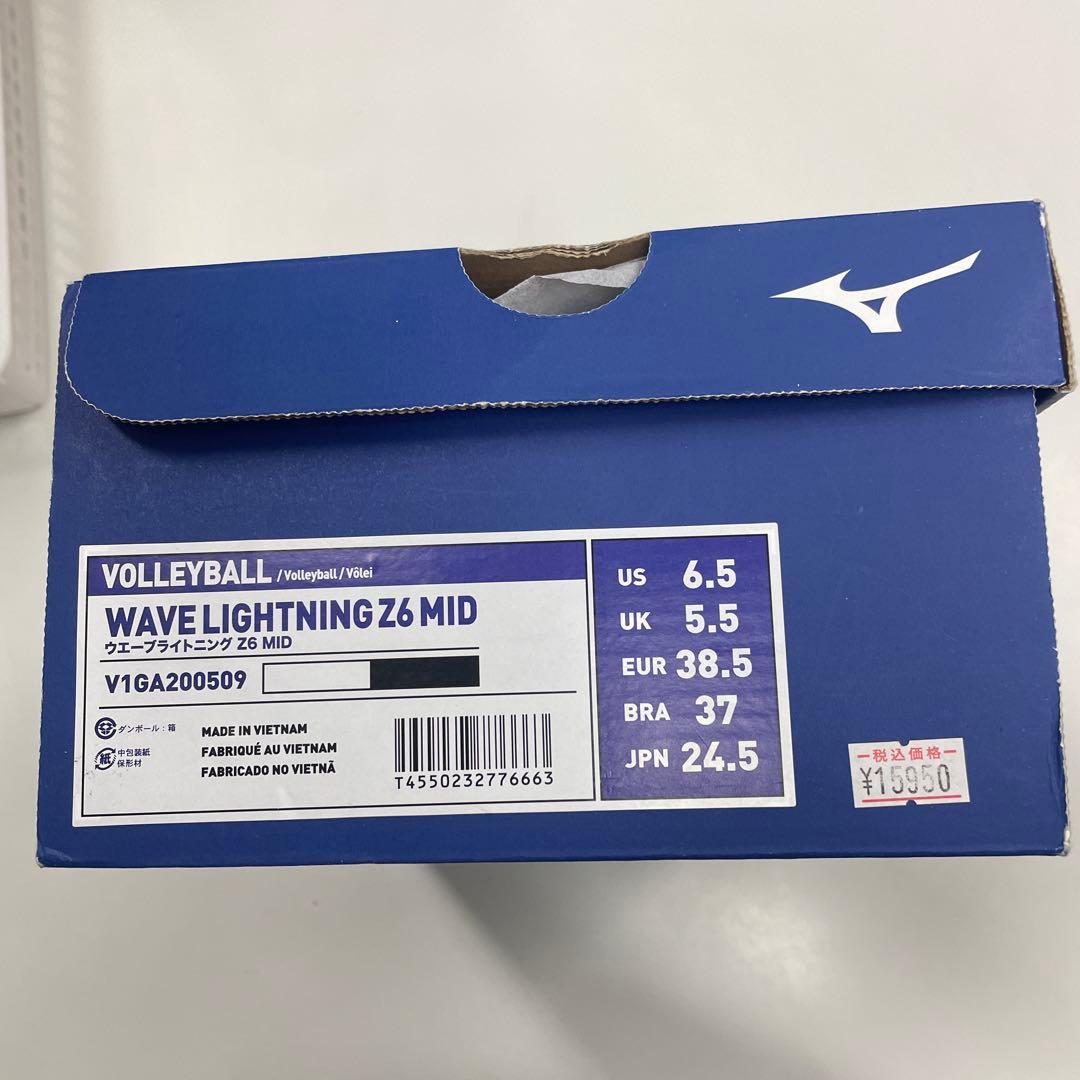 VOLLEYBALL /Volleyball/Vôlei
WAVE LIGHTNING Z6 MID
ウエーブライトニング Z6 MID
V1GA200509
ダンボール:箱
紙 中包装紙
保形材
MADE IN VIETNAM
FABRIQUÉ AU VIETNAM
FABRICADO NO VIETNÃ
T4550232776663
US 6.5
UK 5.5
EUR 38.5
BRA 37
JPN 24.5
税込価格
¥15950